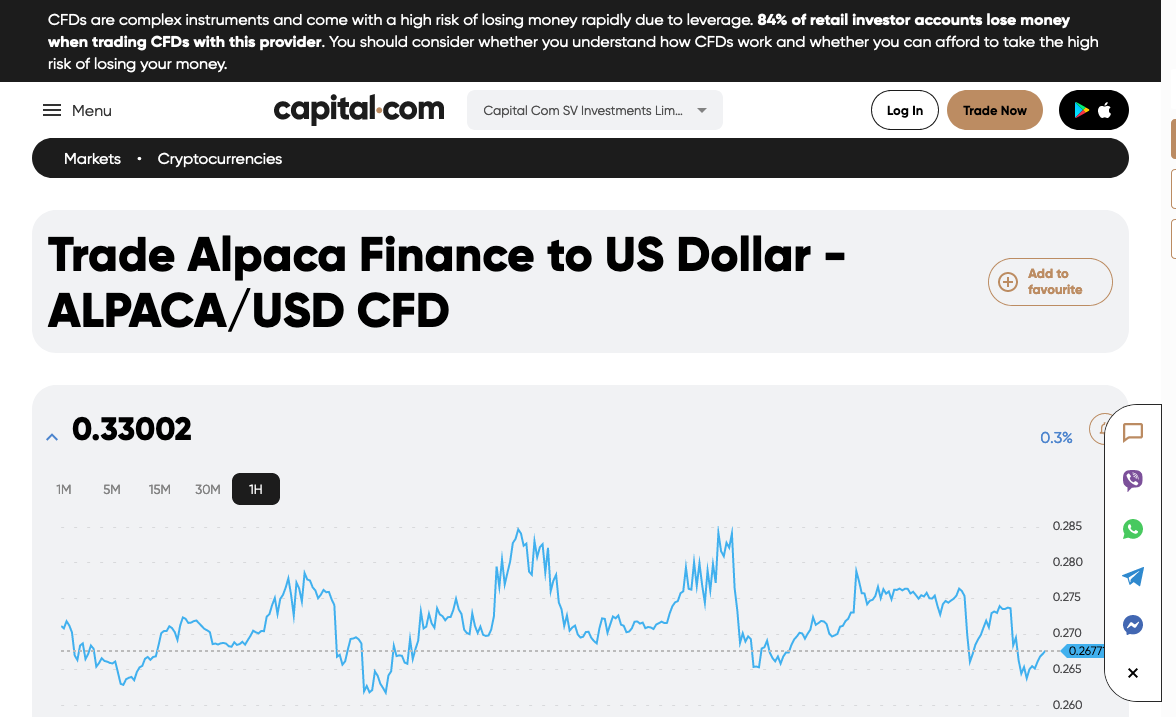 CFDs are complex instruments and come with a high risk of losing money rapidly due to leverage. 84% of retail investor accounts lose money
when trading CFDs with this provider. You should consider whether you understand how CFDs work and whether you can afford to take the high
risk of losing your money.
Menu
capital.com
Capital Com SV Investments Lim...
Log In
Trade Now
Markets • Cryptocurrencies
Trade Alpaca Finance to US Dollar -
ALPACA/USD CFD
Add to
favourite
0.33002
0.3%
1M 5M 15M 30M 1H
0.285
0.280
0.275
0.270
0.26771
0.265
0.260